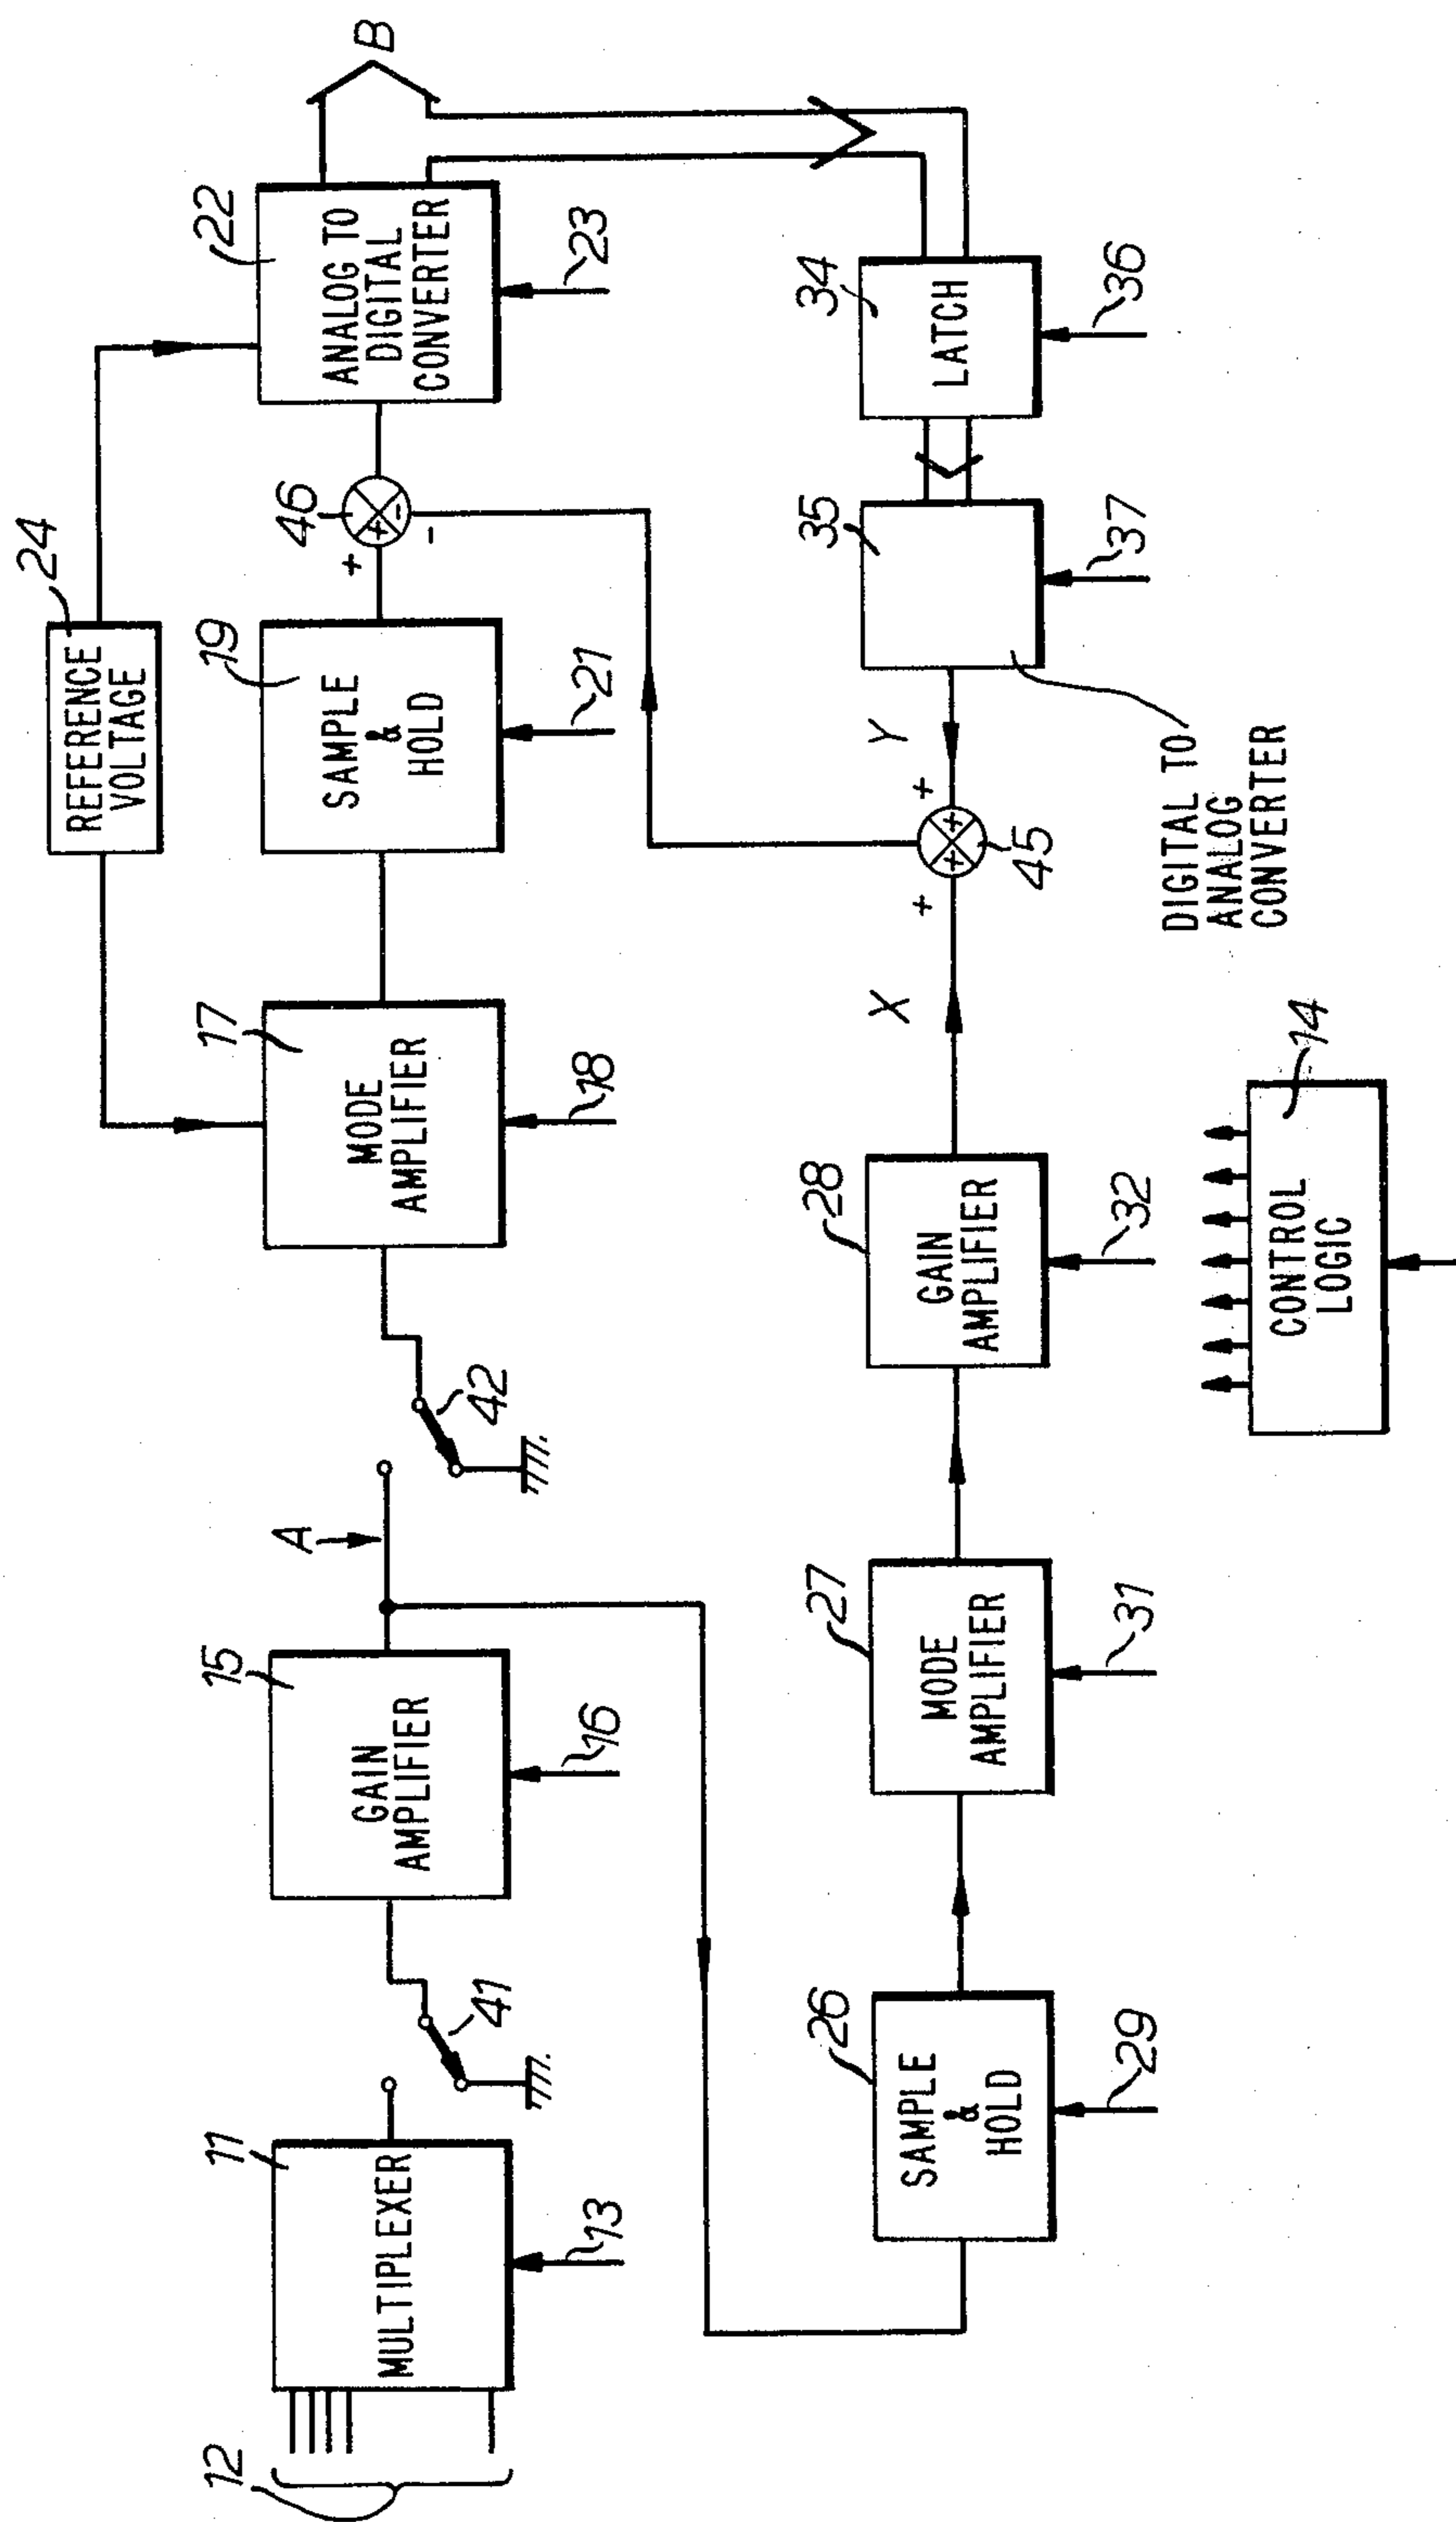 24
REFERENCE
VOLTAGE
12
11
MULTIPLEXER
13
41
15
GAIN
AMPLIFIER
16
A
42
17
MODE
AMPLIFIER
18
19
SAMPLE
&
HOLD
21
46
+
-
+
-
22
ANALOG TO
DIGITAL
CONVERTER
23
B
26
SAMPLE
&
HOLD
29
27
MODE
AMPLIFIER
31
28
GAIN
AMPLIFIER
32
X
+
+
+
+
45
Y
35
37
34
LATCH
36
DIGITAL TO
ANALOG
CONVERTER
14
CONTROL
LOGIC